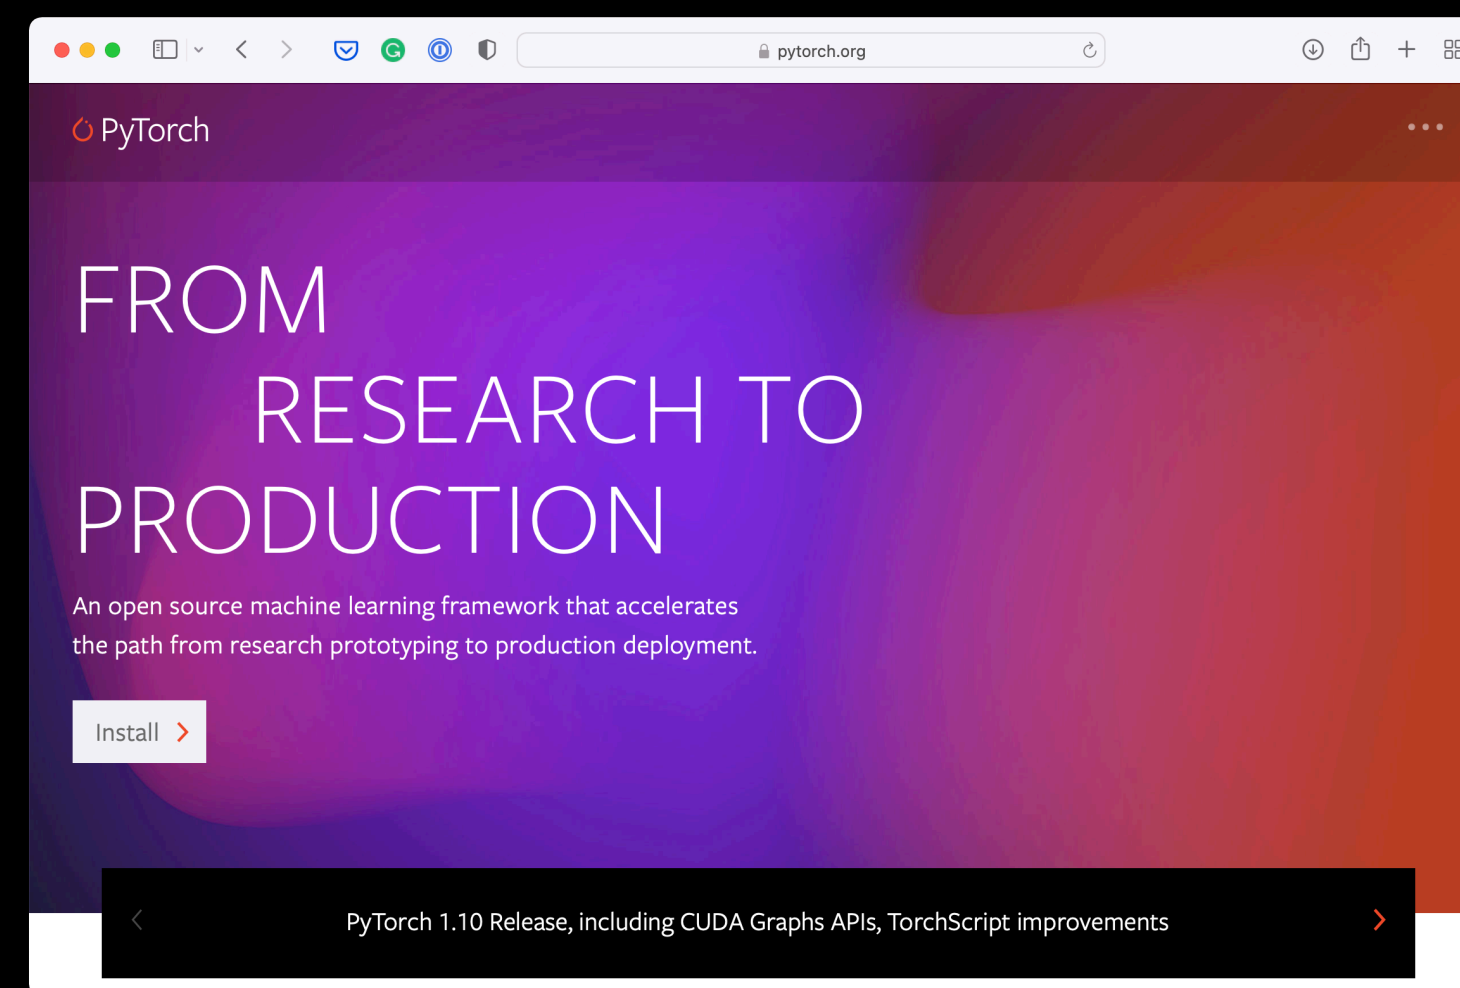 pytorch.org
PyTorch
FROM
RESEARCH TO
PRODUCTION
An open source machine learning framework that accelerates
the path from research prototyping to production deployment.
Install
PyTorch 1.10 Release, including CUDA Graphs APIs, TorchScript improvements